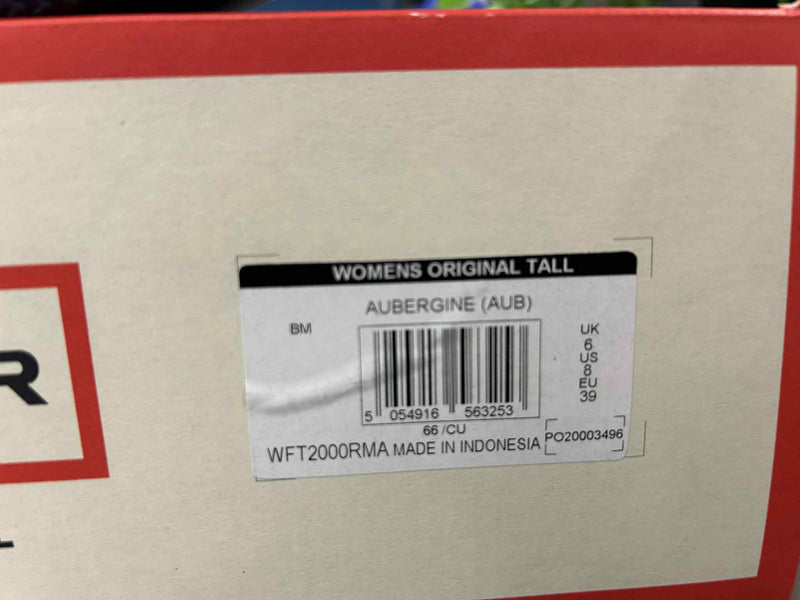 WOMENS ORIGINAL TALL
AUBERGINE (AUB)
BM
UK
6
US
8
EU
39
5 054916 563253
66 /CU
WFT2000RMA MADE IN INDONESIA PO20003496
R